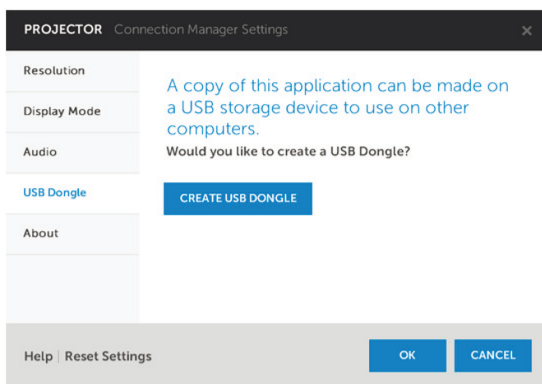 PROJECTOR Connection Manager Settings ×
Resolution
Display Mode
Audio
USB Dongle
About
A copy of this application can be made on
a USB storage device to use on other
computers.
Would you like to create a USB Dongle?
CREATE USB DONGLE
Help | Reset Settings
OK
CANCEL